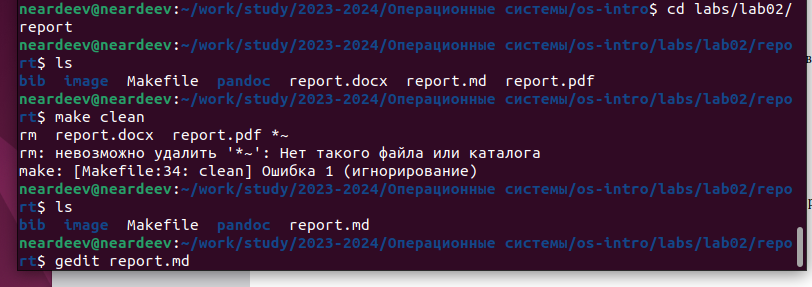 neardeev@neardeev:~/work/study/2023-2024/Операционные системы/os-intro$ cd labs/lab02/
report
neardeev@neardeev:~/work/study/2023-2024/Операционные системы/os-intro/labs/lab02/repo
rt$ ls
bib  image  Makefile  pandoc  report.docx  report.md  report.pdf
neardeev@neardeev:~/work/study/2023-2024/Операционные системы/os-intro/labs/lab02/repo
rt$ make clean
rm  report.docx  report.pdf *~
rm: невозможно удалить '*~': Нет такого файла или каталога
make: [Makefile:34: clean] Ошибка 1 (игнорирование)
neardeev@neardeev:~/work/study/2023-2024/Операционные системы/os-intro/labs/lab02/repo
rt$ ls
bib  image  Makefile  pandoc  report.md
neardeev@neardeev:~/work/study/2023-2024/Операционные системы/os-intro/labs/lab02/repo
rt$ gedit report.md